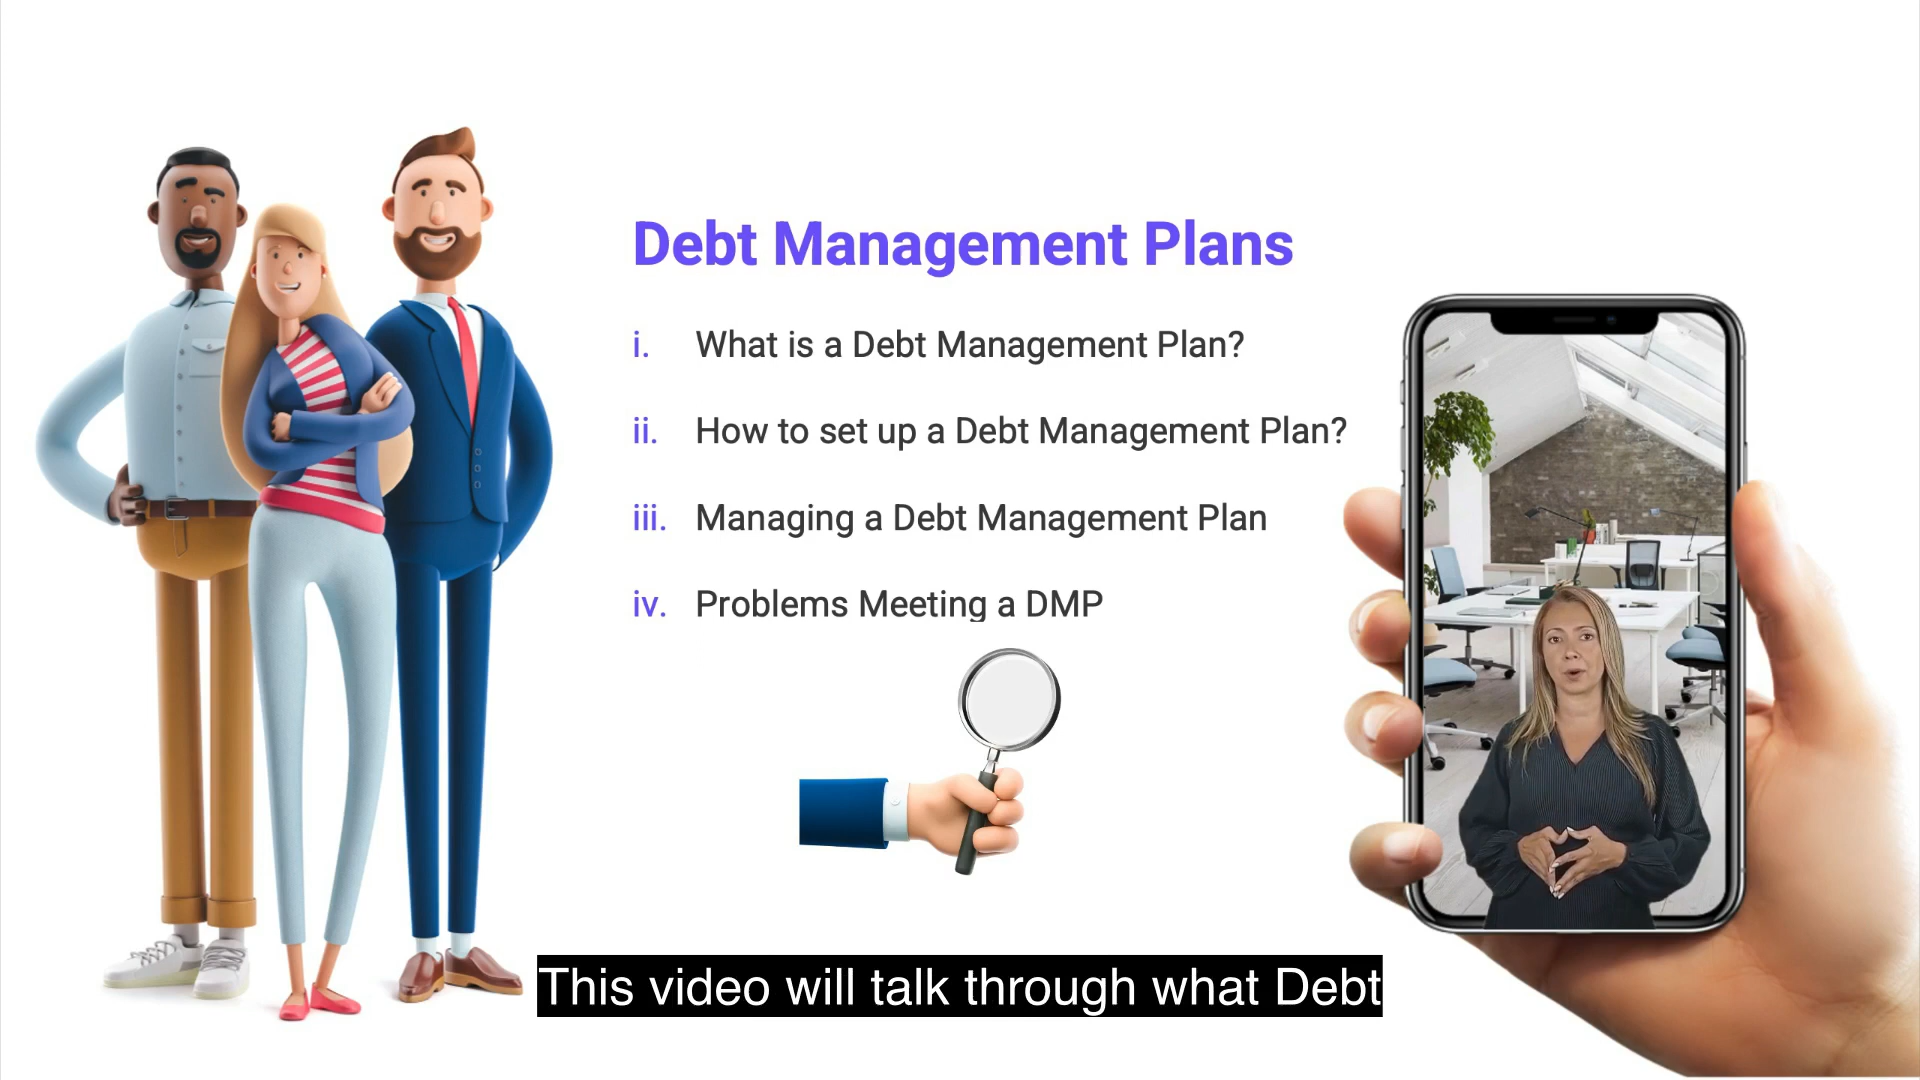 Debt Management Plans
i. What is a Debt Management Plan?
ii. How to set up a Debt Management Plan?
iii. Managing a Debt Management Plan
iv. Problems Meeting a DMP
This video will talk through what Debt